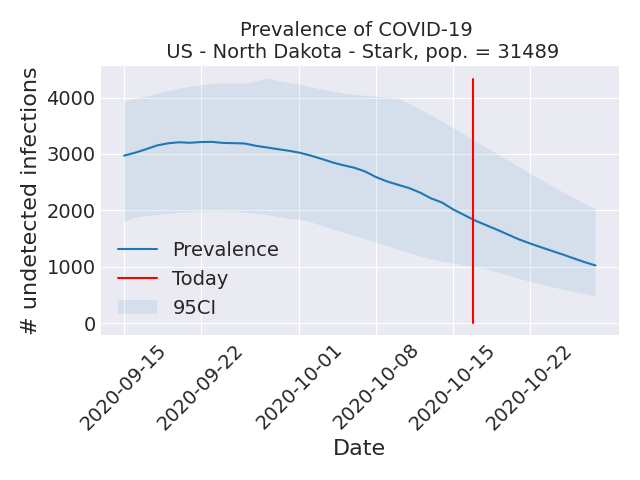 Prevalence of COVID-19
US - North Dakota - Stark, pop. = 31489
# undetected infections
4000
3000
2000
1000
0
Prevalence
Today
95CI
2020-09-15
2020-09-22
2020-10-01
2020-10-08
2020-10-15
2020-10-22
Date